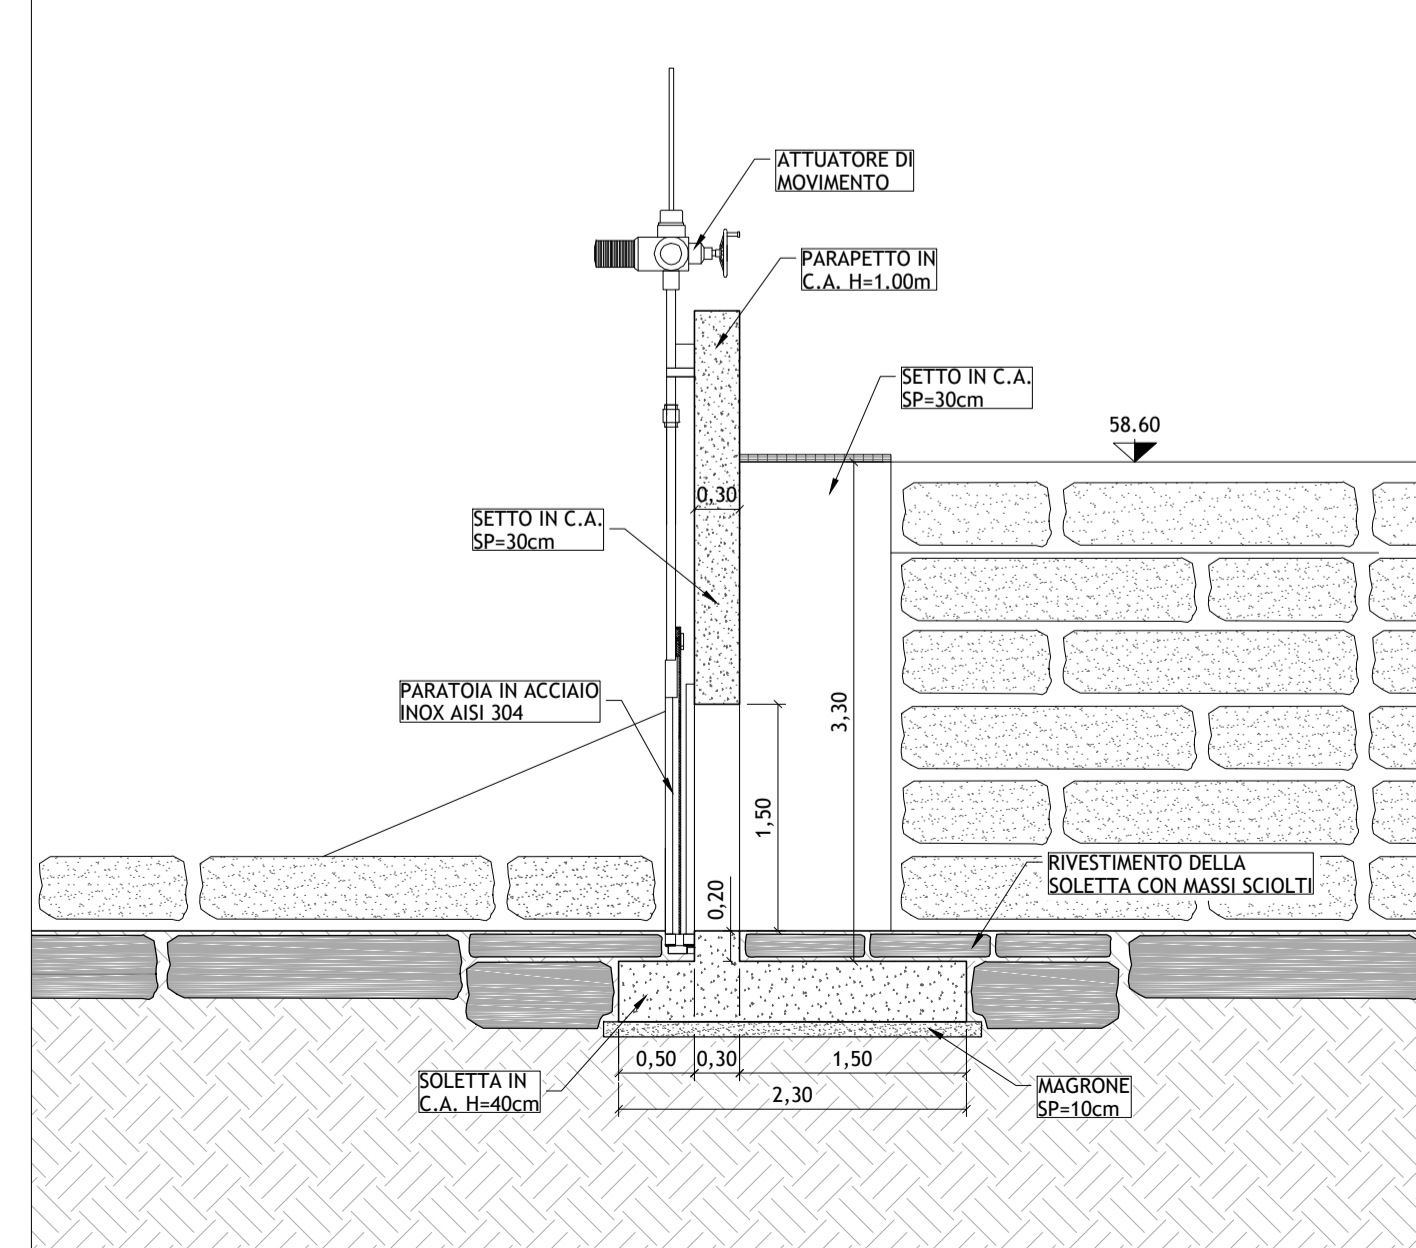 ATTUATORE DI
MOVIMENTO
PARAPETTO IN
C.A. H=1.00m
SETTO IN C.A.
SP=30cm
58.60
0,30
SETTO IN C.A.
SP=30cm
PARATOIA IN ACCIAIO
INOX AISI 304
3,30
1,50
0,20
RIVESTIMENTO DELLA
SOLETTA CON MASSI SCIOLTI
0,50
0,30
1,50
2,30
SOLETTA IN
C.A. H=40cm
MAGRONE
SP=10cm